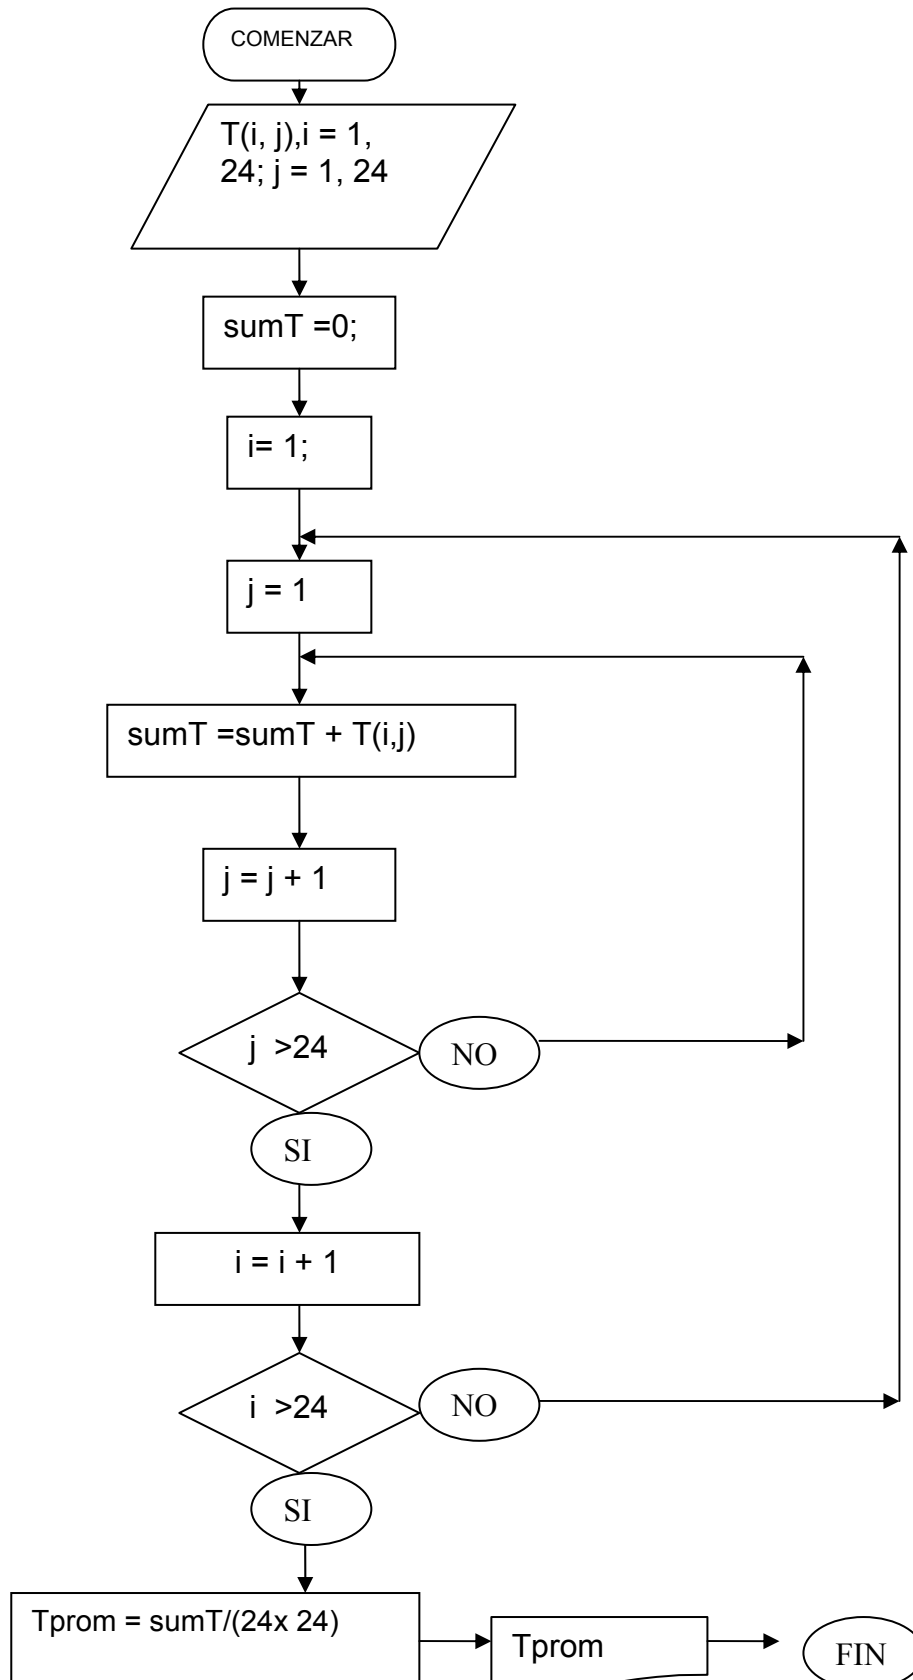 COMENZAR
T(i, j),i = 1,
24; j = 1, 24
sumT =0;
i= 1;
j = 1
sumT =sumT + T(i,j)
j = j + 1
j >24
NO
SI
i = i + 1
i >24
NO
SI
Tprom = sumT/(24x 24)
Tprom
FIN